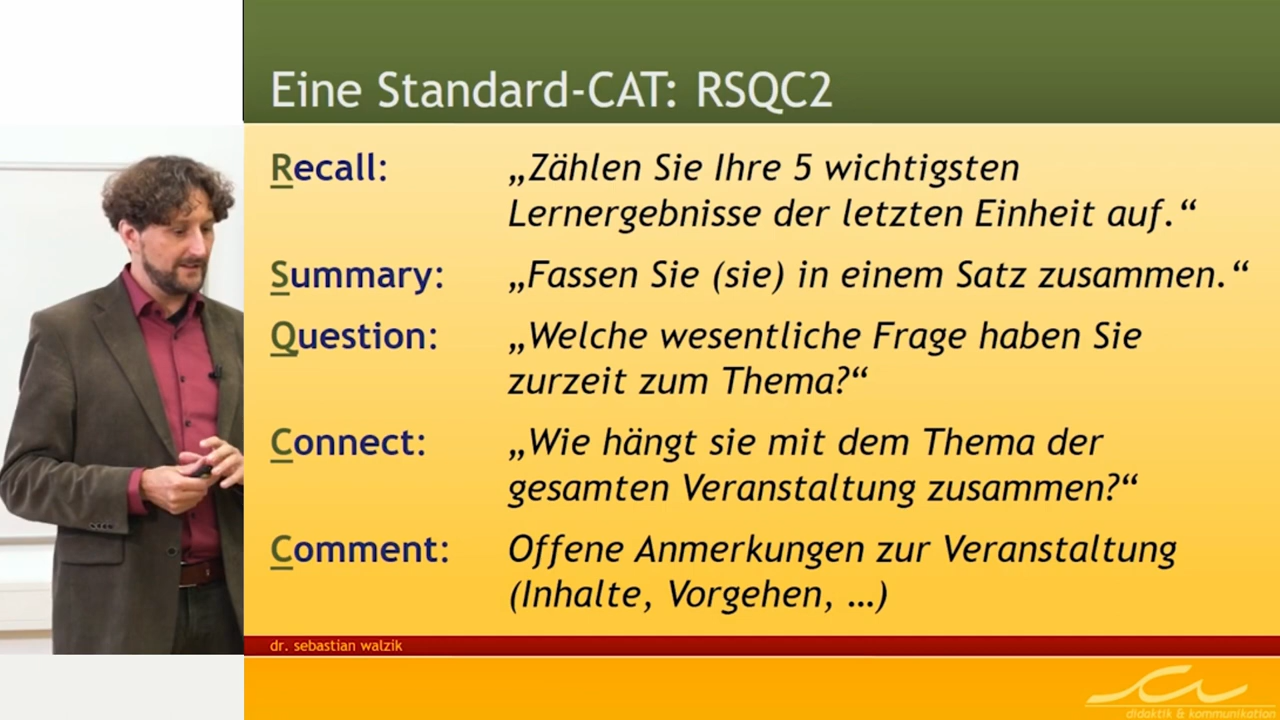 Eine Standard-CAT: RSQC2
Recall: „Zählen Sie Ihre 5 wichtigsten
Lernergebnisse der letzten Einheit auf.“
Summary: „Fassen Sie (sie) in einem Satz zusammen.“
Question: „Welche wesentliche Frage haben Sie
zurzeit zum Thema?“
Connect: „Wie hängt sie mit dem Thema der
gesamten Veranstaltung zusammen?“
Comment: Offene Anmerkungen zur Veranstaltung
(Inhalte, Vorgehen, …)
dr. sebastian walzik
didaktik & kommunikation